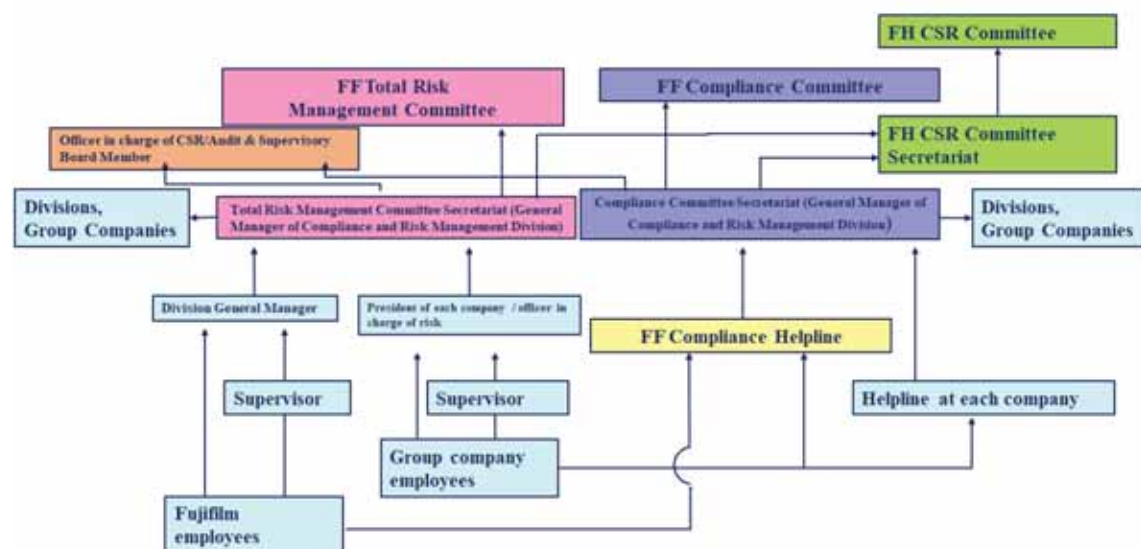 FH CSR Committee
FF Total Risk
Management Committee
FF Compliance Committee
Officer in charge of CSR/Audit & Supervisory
Board Member
FH CSR Committee
Secretariat
Divisions,
Group Companies
Total Risk Management Committee Secretariat (General
Manager of Compliance and Risk Management Division)
Compliance Committee Secretariat (General Manager of
Compliance and Risk Management Division)
Divisions,
Group Companies
Division General Manager
President of each company / officer in
charge of risk
FF Compliance Helpline
Supervisor
Supervisor
Helpline at each company
Group company
employees
Fujifilm
employees